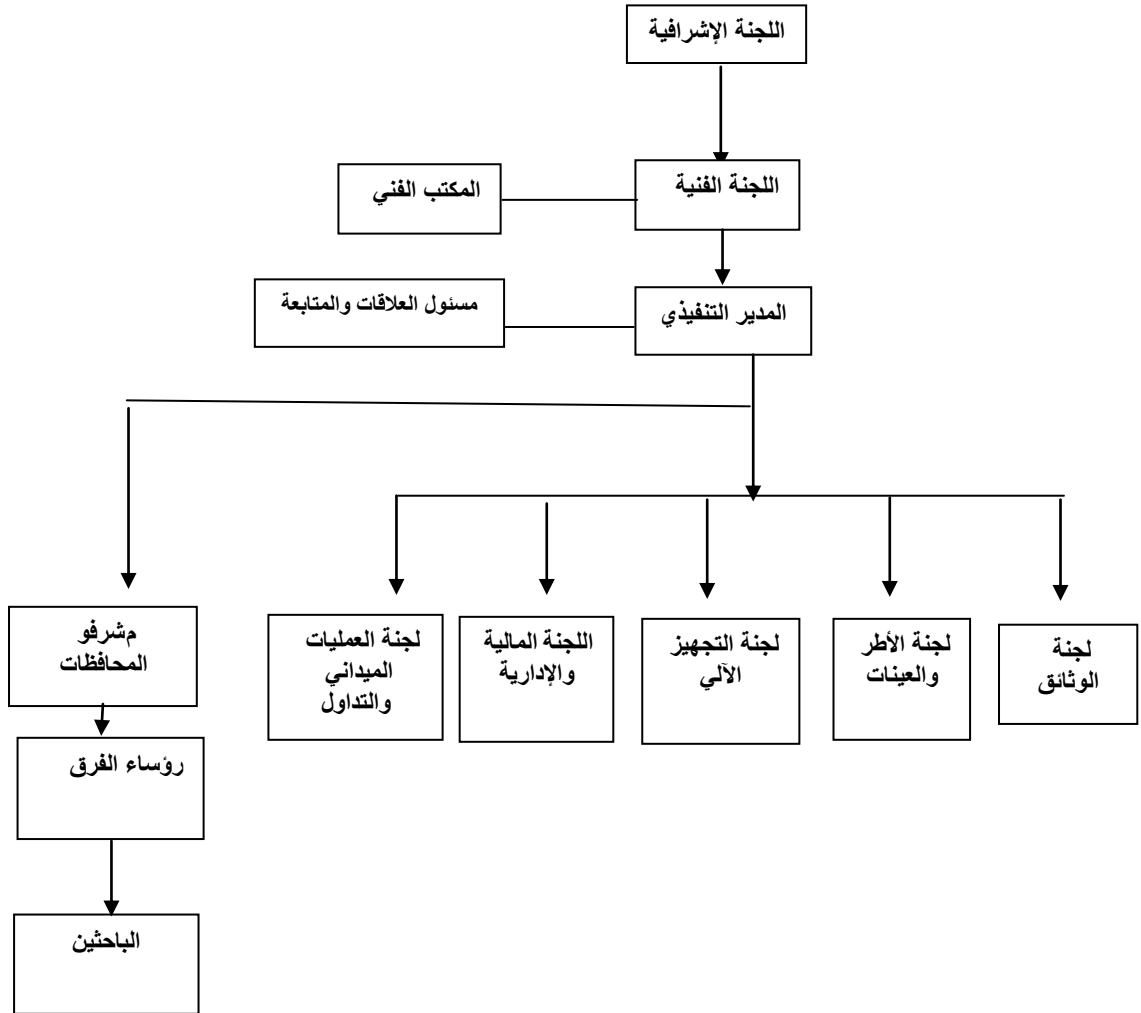 اللجنة الإشرافية
اللجنة الفنية
المكتب الفني
المدير التنفيذي
مسئول العلاقات والمتابعة
لجنة
الوثائق
لجنة الأطر
والعينات
لجنة التجهيز
الآلي
اللجنة المالية
والإدارية
لجنة العمليات
الميداني
والتداول
مشرفو
المحافظات
رؤساء الفرق
الباحثين